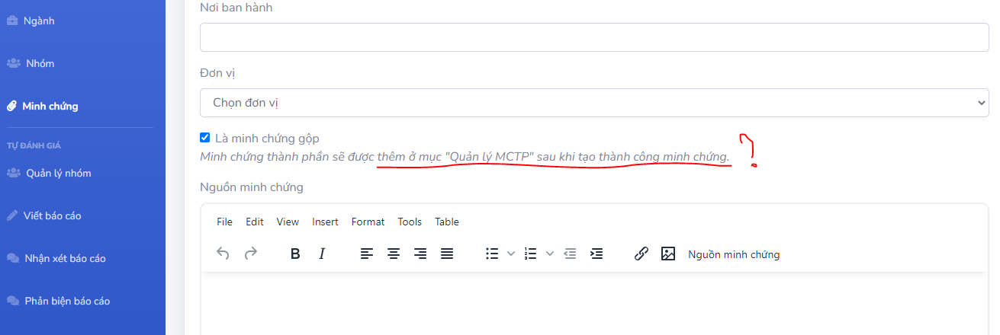 Ngành
Nhóm
Minh chứng
TỰ ĐÁNH GIÁ
Quản lý nhóm
Viết báo cáo
Nhận xét báo cáo
Phản biện báo cáo
Nơi ban hành
Đơn vị
Chọn đơn vị
Là minh chứng gộp
Minh chứng thành phần sẽ được thêm ở mục "Quản lý MCTP" sau khi tạo thành công minh chứng. ?
Nguồn minh chứng
File Edit View Insert Format Tools Table
B I Nguồn minh chứng